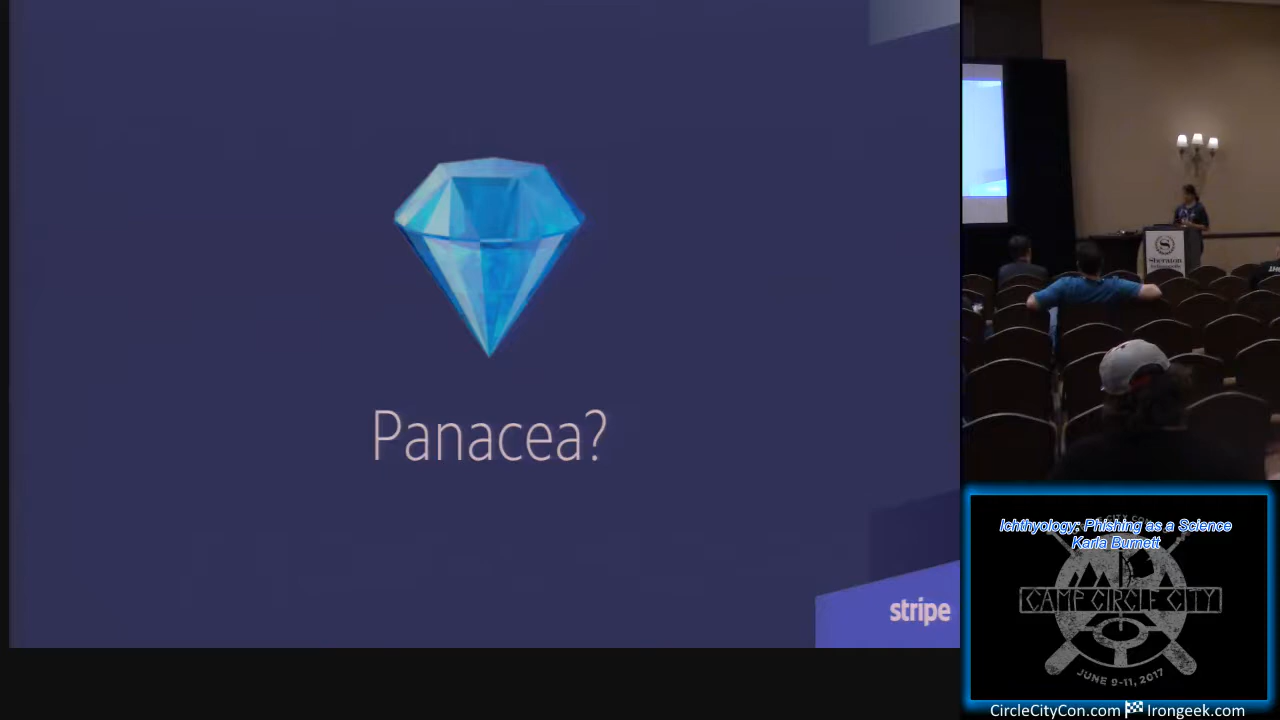 Panacea?
stripe
S
Sheraton
Ichthyology: Phishing as a Science
Karla Burnett
CAMP CIRCLE CITY
JUNE 9-11, 2017
CircleCityCon.com Irongeek.com